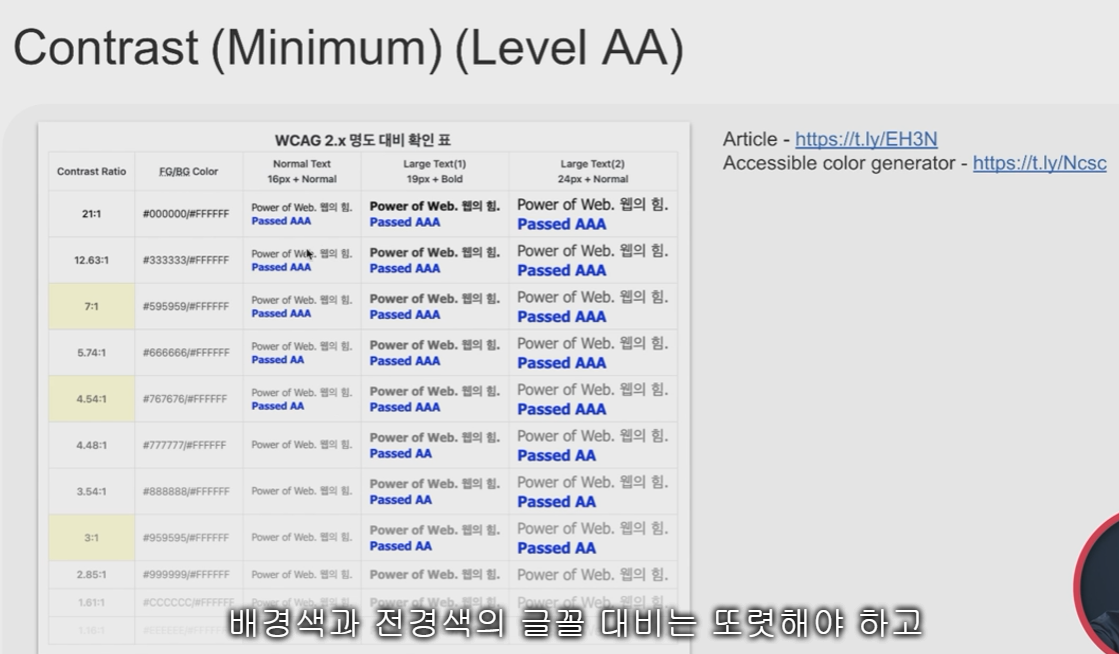 Contrast (Minimum) (Level AA)
WCAG 2.x 명도 대비 확인 표
Contrast Ratio FG/BG Color Normal Text 16px + Normal Large Text(1) 19px + Bold Large Text(2) 24px + Normal
21:1 #000000/#FFFFFF Power of Web. 웹의 힘. Passed AAA Power of Web. 웹의 힘. Passed AAA Power of Web. 웹의 힘. Passed AAA
12.63:1 #333333/#FFFFFF Power of Web. 웹의 힘. Passed AAA Power of Web. 웹의 힘. Passed AAA Power of Web. 웹의 힘. Passed AAA
7:1 #595959/#FFFFFF Power of Web. 웹의 힘. Passed AAA Power of Web. 웹의 힘. Passed AAA Power of Web. 웹의 힘. Passed AAA
5.74:1 #666666/#FFFFFF Power of Web. 웹의 힘. Passed AA Power of Web. 웹의 힘. Passed AAA Power of Web. 웹의 힘. Passed AAA
4.54:1 #767676/#FFFFFF Power of Web. 웹의 힘. Passed AA Power of Web. 웹의 힘. Passed AAA Power of Web. 웹의 힘. Passed AAA
4.48:1 #777777/#FFFFFF Power of Web. 웹의 힘. Power of Web. 웹의 힘. Passed AA Power of Web. 웹의 힘. Passed AA
3.54:1 #888888/#FFFFFF Power of Web. 웹의 힘. Power of Web. 웹의 힘. Passed AA Power of Web. 웹의 힘. Passed AA
3:1 #959595/#FFFFFF Power of Web. 웹의 힘. Power of Web. 웹의 힘. Passed AA Power of Web. 웹의 힘. Passed AA
2.85:1 #999999/#FFFFFF Power of Web. 웹의 힘. Power of Web. 웹의 힘. Power of Web. 웹의 힘.
1.61:1 #CCCCCC/#FFFFFF
1.16:1
Article - https://t.ly/EH3N
Accessible color generator - https://t.ly/Ncsc
배경색과 전경색의 글꼴 대비는 또렷해야 하고